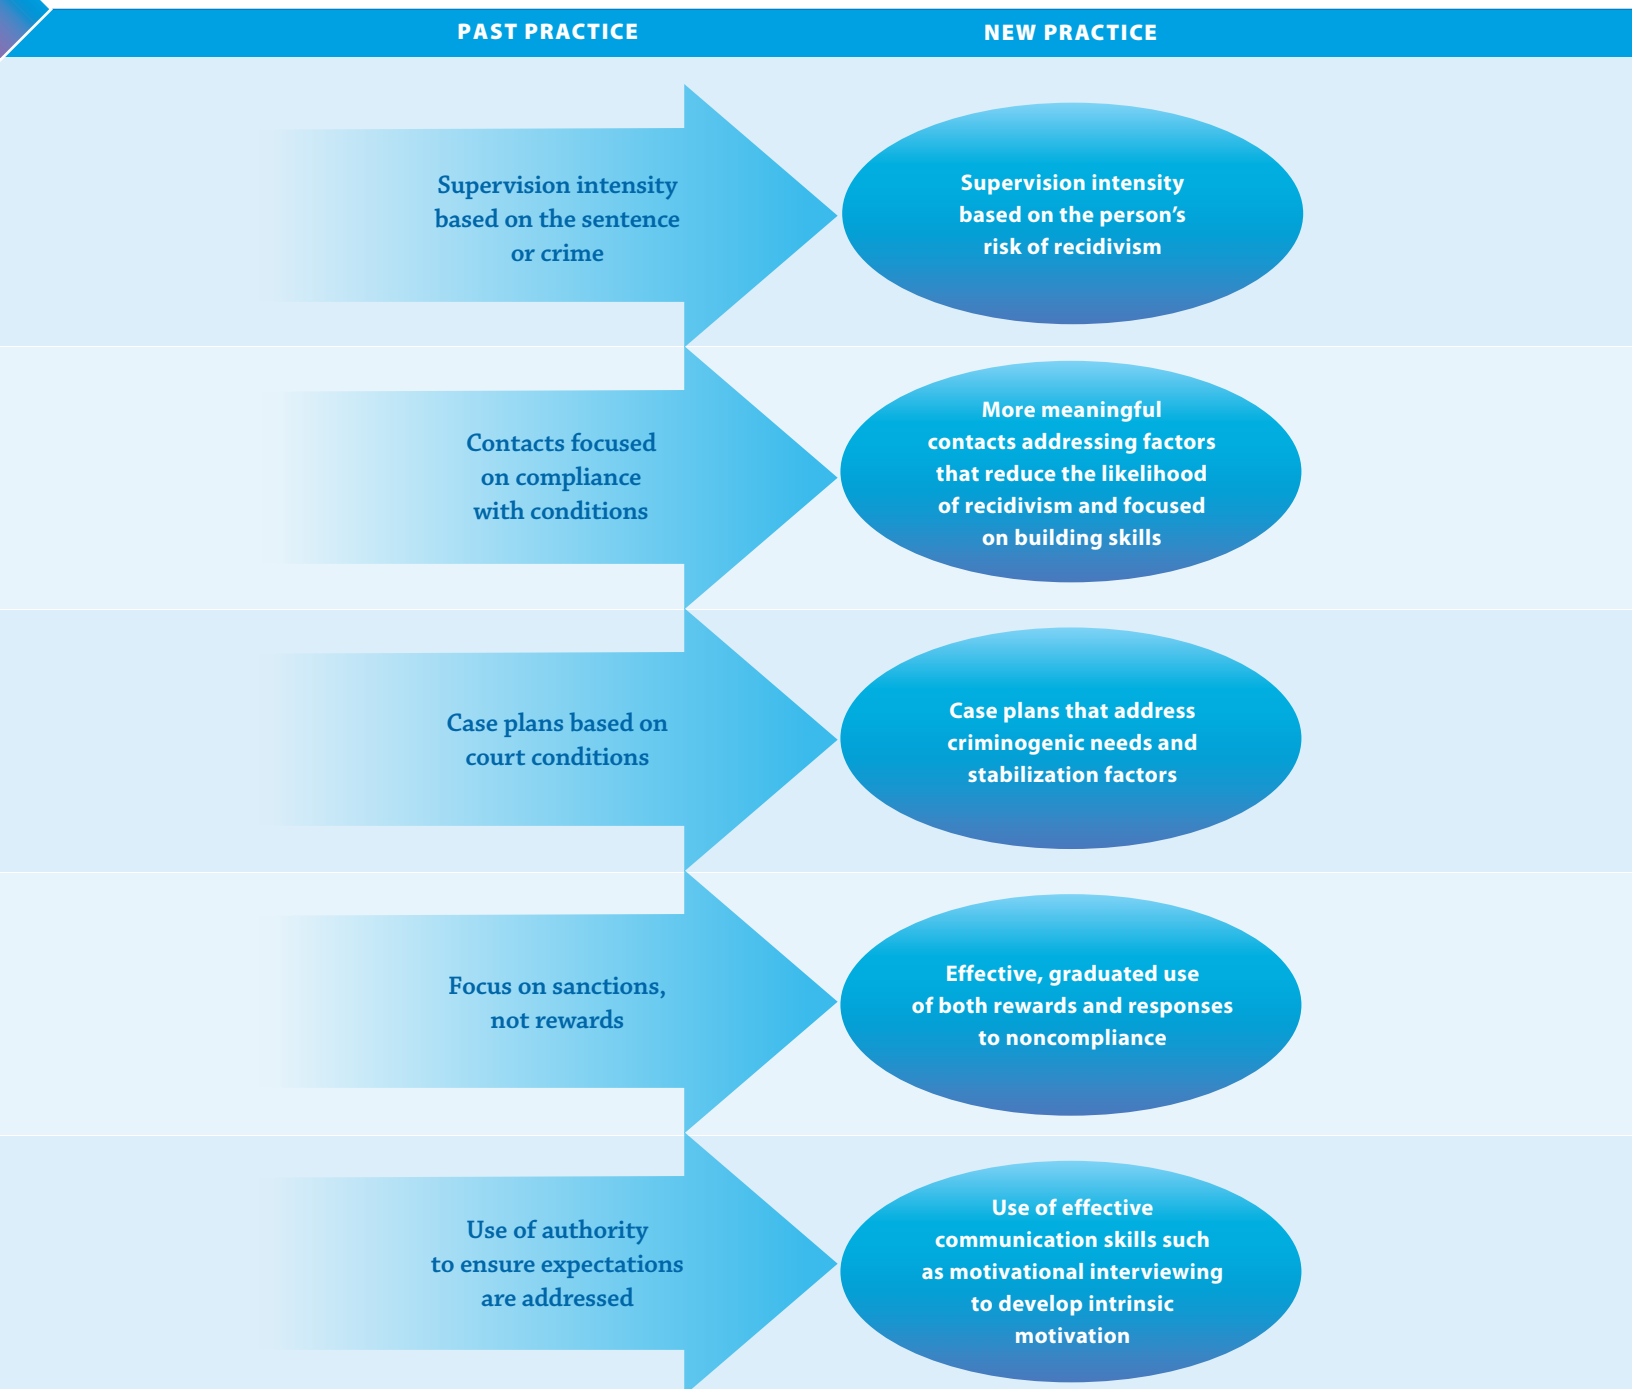 PAST PRACTICE
NEW PRACTICE
Supervision intensity
based on the sentence
or crime
Supervision intensity
based on the person’s
risk of recidivism
Contacts focused
on compliance
with conditions
More meaningful
contacts addressing factors
that reduce the likelihood
of recidivism and focused
on building skills
Case plans based on
court conditions
Case plans that address
criminogenic needs and
stabilization factors
Focus on sanctions,
not rewards
Effective, graduated use
of both rewards and responses
to noncompliance
Use of authority
to ensure expectations
are addressed
Use of effective
communication skills such
as motivational interviewing
to develop intrinsic
motivation